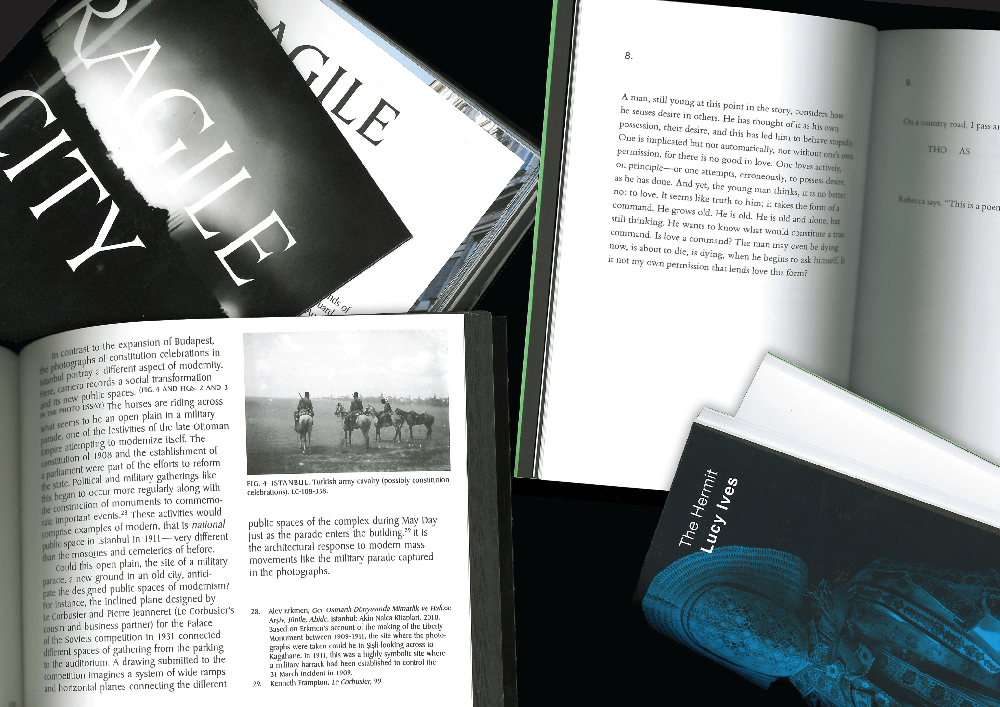 RAGILE
CITY
AGILE
nds of
In contrast to the expansion of Budapest,
the photographs of constitution celebrations in
Istanbul portray a different aspect of modernity.
Here, camera records a social transformation
and its new public spaces. (FIG. 4 AND FIGS. 2 AND 3
IN THE PHOTO ESSAY) The horses are riding across
what seems to be an open plain in a military
parade, one of the festivities of the late Ottoman
Empire attempting to modernize itself. The
constitution of 1908 and the establishment of
a parliament were part of the efforts to reform
the state. Political and military gatherings like
this began to occur more regularly along with
the construction of monuments to commemo-
rate important events.²⁸ These activities would
comprise examples of modern, that is national
public space in Istanbul in 1911—very different
than the mosques and cemeteries of before.
Could this open plain, the site of a military
parade, a new ground in an old city, antici-
pate the designed public spaces of modernism?
For instance, the inclined plane designed by
Le Corbusier and Pierre Jeanneret (Le Corbusier's
cousin and business partner) for the Palace
of the Soviets competition in 1931 connected
different spaces of gathering from the parking
to the auditorium. A drawing submitted to the
competition imagines a system of wide ramps
and horizontal planes connecting the different
FIG. 4 ISTANBUL. Turkish army cavalry (possibly constitution
celebrations). LC-108-358.
public spaces of the complex during May Day
just as the parade enters the building.²⁹ It is
the architectural response to modern mass
movements like the military parade captured
in the photographs.
28. Alev Erkmen, Geç Osmanlı Dünyasında Mimarlık ve Hafıza:
Arşiv, Jübile, Abide, Istanbul: Akin Nalça Kitaplari, 2010.
Based on Erkmen's account of the making of the Liberty
Monument between 1909-1911, the site where the photo-
graphs were taken could be in Şişli looking across to
Kagithane. In 1911, this was a highly symbolic site where
a military barrack had been established to control the
31 March Incident in 1909.
29. Kenneth Frampton, Le Corbusier, 99.
8.
A man, still young at this point in the story, considers how
he senses desire in others. He has thought of it as his own
possession, their desire, and this has led him to behave stupidly.
One is implicated but not automatically, not without one's own
permission, for there is no good in love. One loves actively,
on principle—or one attempts, erroneously, to possess desire,
as he has done. And yet, the young man thinks, it is no better
not to love. It seems like truth to him; it takes the form of a
command. He grows old. He is old. He is old and alone, but
still thinking. He wants to know what would constitute a true
command. Is love a command? The man may even be dying
now, is about to die, is dying, when he begins to ask himself, Is
it not my own permission that lends love this form?
9.
On a country road, I pass a
THO AS
Rebecca says, "This is a poem
The Hermit
Lucy Ives